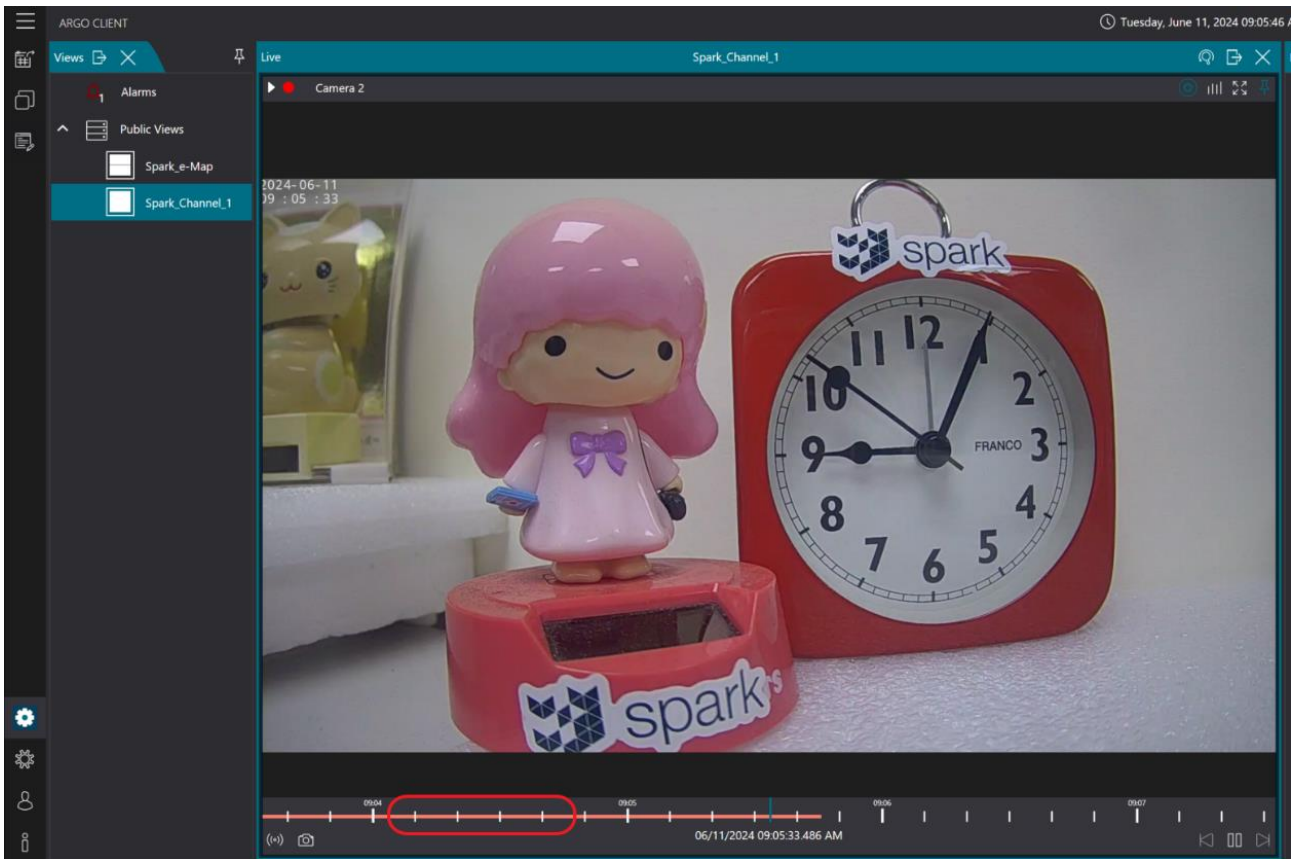 ARGO CLIENT
Tuesday, June 11, 2024 09:05:46 A
Views
Live
Spark_Channel_1
1
Alarms
Camera 2
Public Views
Spark_e-Map
Spark_Channel_1
2024-06-11
09 : 05 : 33
spark
12
11
1
10
2
9
FRANCO
3
8
4
7
5
6
spark
rs
09:04
09:05
09:06
09:07
06/11/2024 09:05:33.486 AM